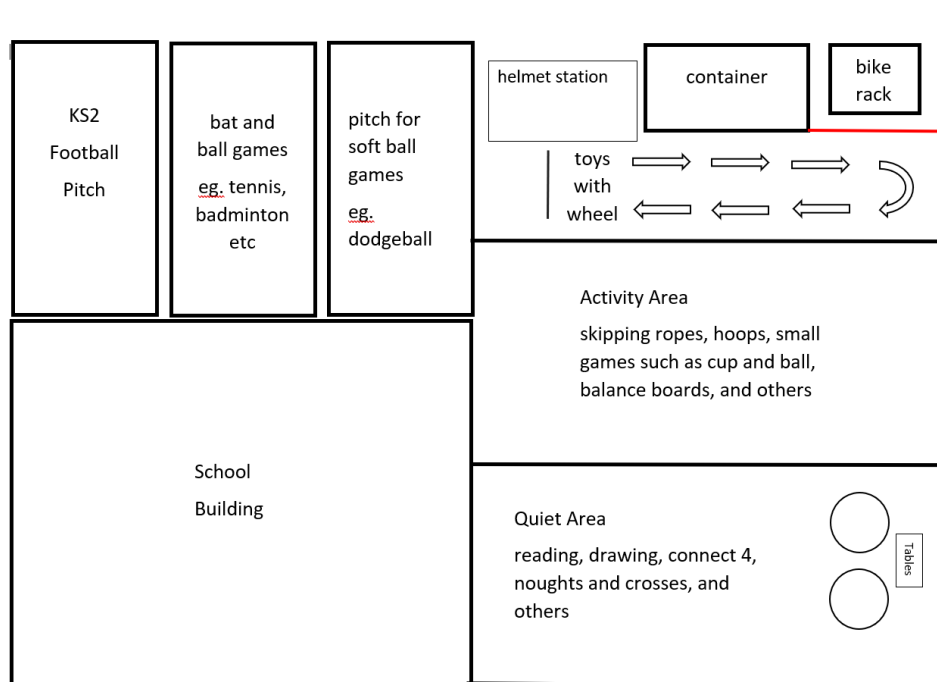 KS2
Football
Pitch
bat and
ball games
eg. tennis,
badminton
etc
pitch for
soft ball
games
eg.
dodgeball
helmet station
container
bike
rack
toys
with
wheel
Activity Area
skipping ropes, hoops, small
games such as cup and ball,
balance boards, and others
School
Building
Quiet Area
reading, drawing, connect 4,
noughts and crosses, and
others
Tables